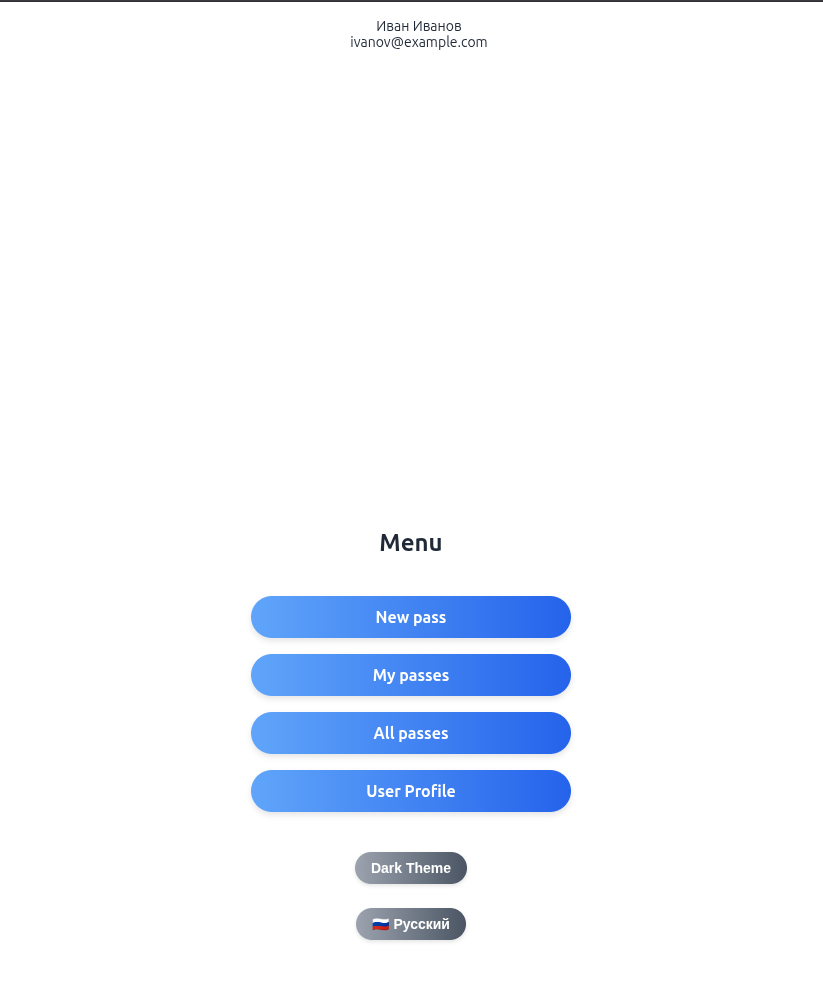 Иван Иванов
ivanov@example.com
Menu
New pass
My passes
All passes
User Profile
Dark Theme
🇷🇺 Русский